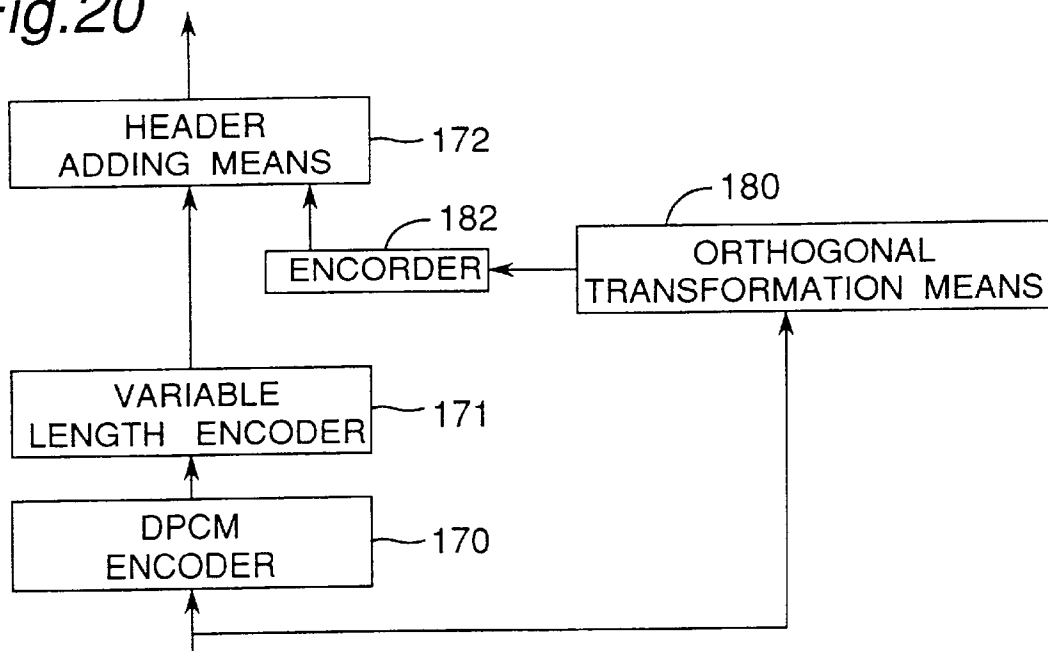 Fig.20
HEADER
ADDING MEANS
172
180
182
ORTHOGONAL
TRANSFORMATION MEANS
ENCORDER
VARIABLE
LENGTH ENCODER
171
DPCM
ENCODER
170